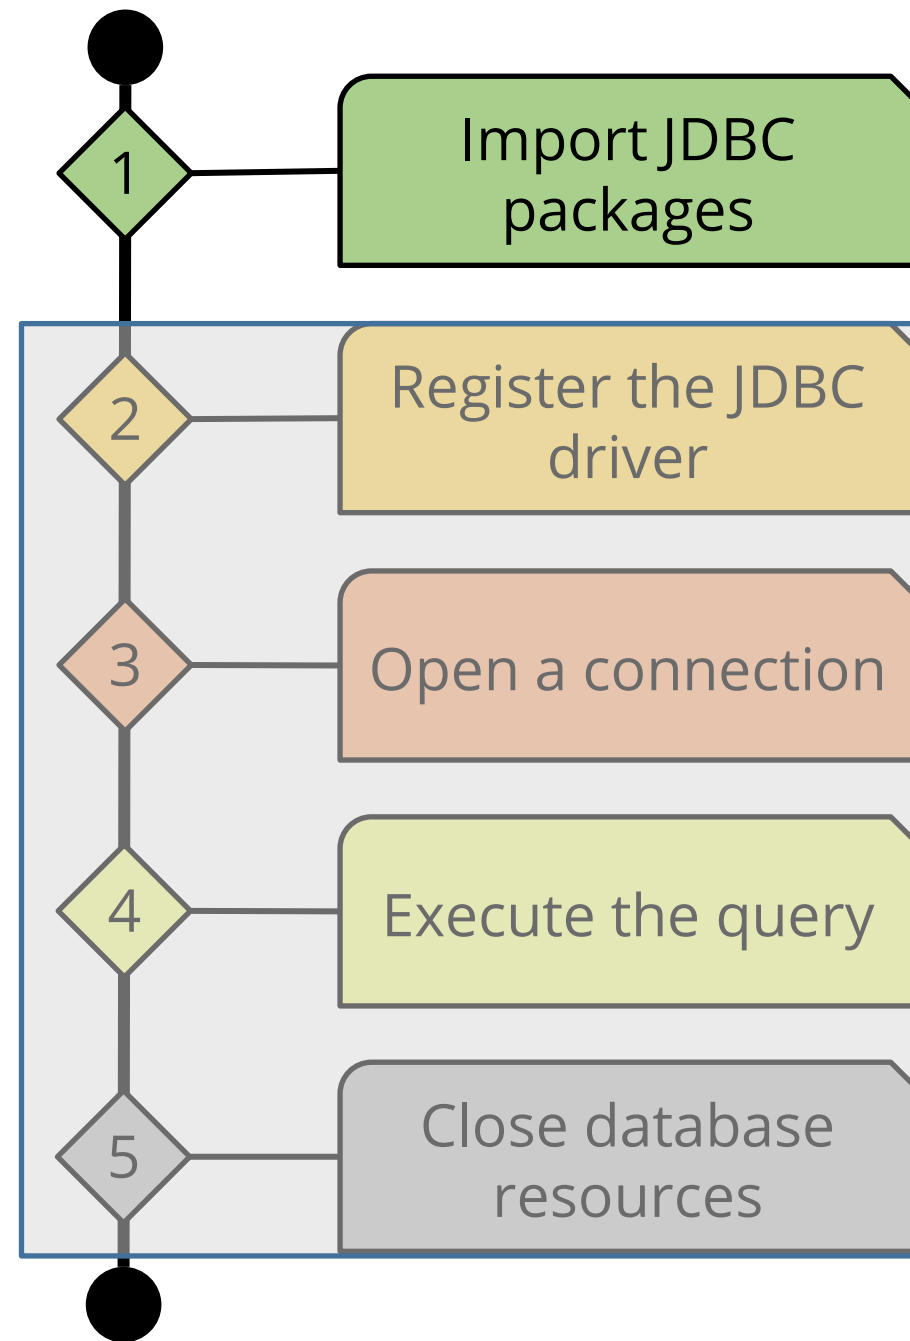 1
Import JDBC
packages
2
Register the JDBC
driver
3
Open a connection
4
Execute the query
5
Close database
resources